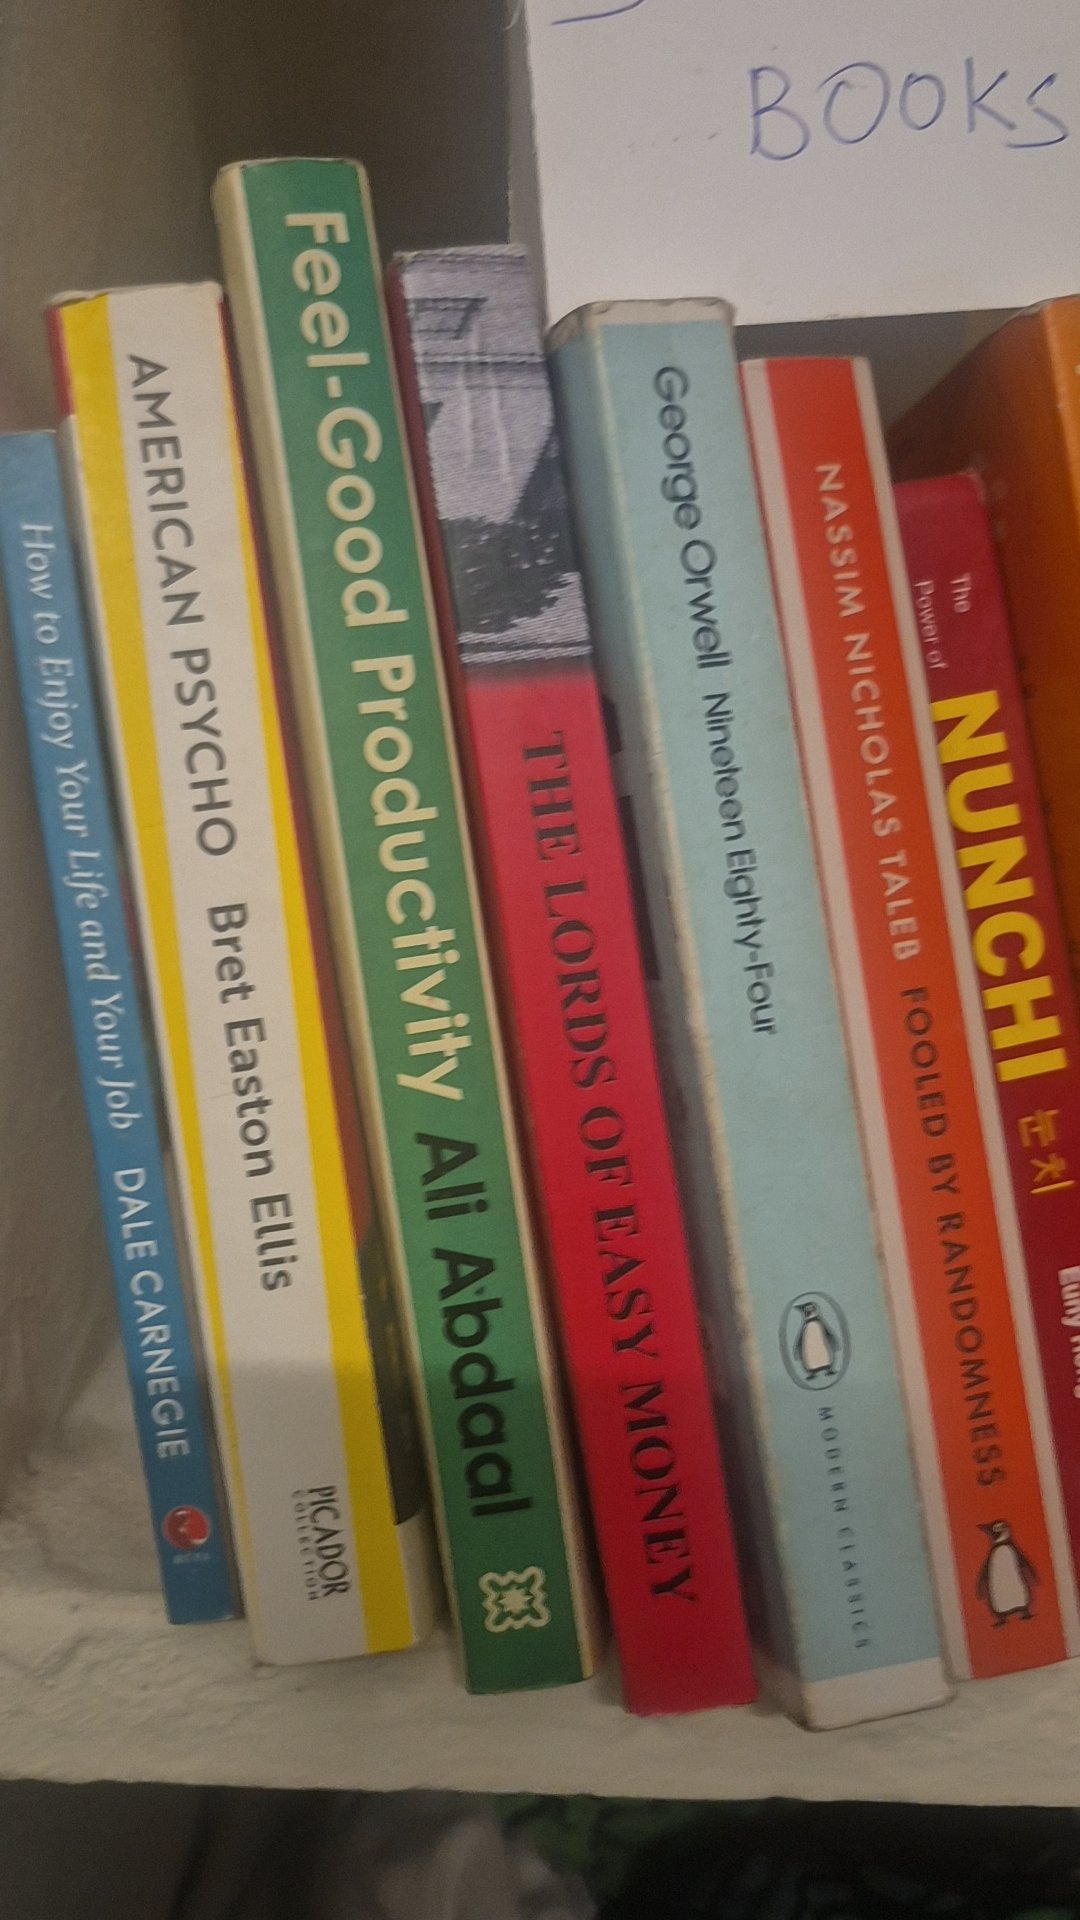 BOOKS
How to Enjoy Your Life and Your Job DALE CARNEGIE
AMERICAN PSYCHO Bret Easton Ellis
PICADOR
COLLECTION
Feel-Good Productivity Ali Abdaal
THE LORDS OF EASY MONEY
George Orwell Nineteen Eighty-Four
MODERN CLASSICS
NASSIM NICHOLAS TALEB FOOLED BY RANDOMNESS
The
Power of
NUNCHI 눈치
Euny